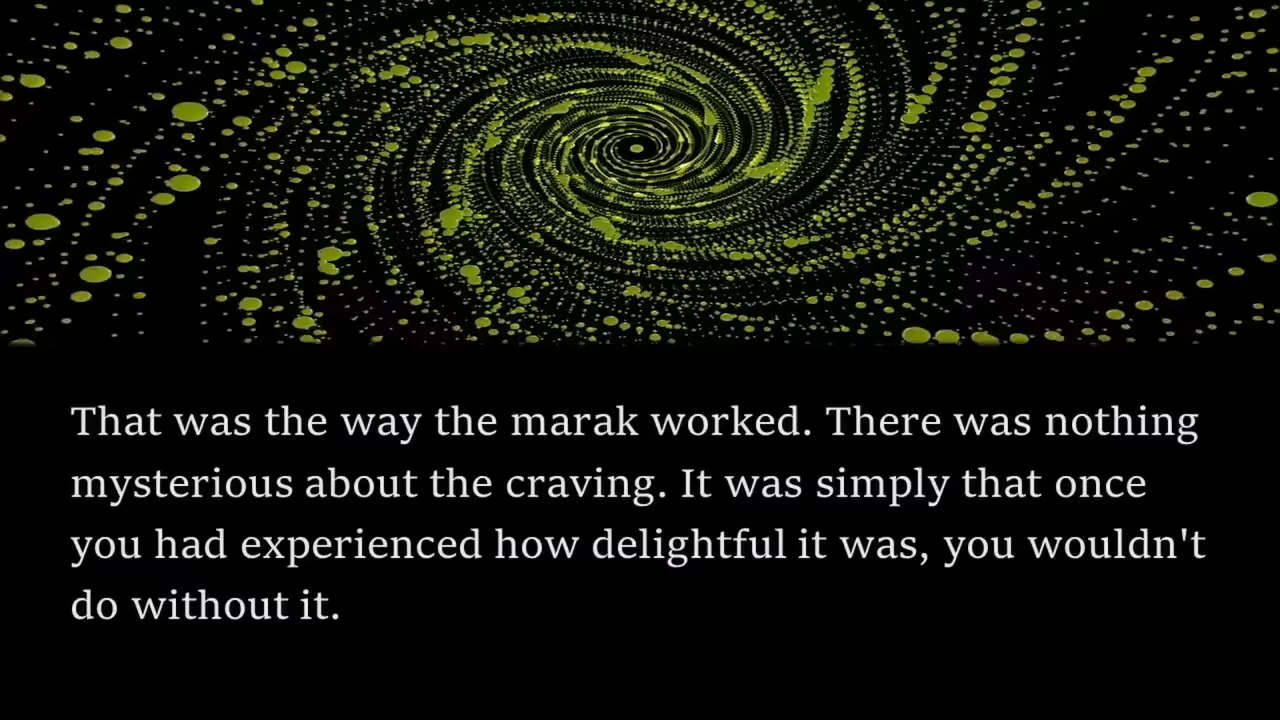 That was the way the marak worked. There was nothing
mysterious about the craving. It was simply that once
you had experienced how delightful it was, you wouldn't
do without it.